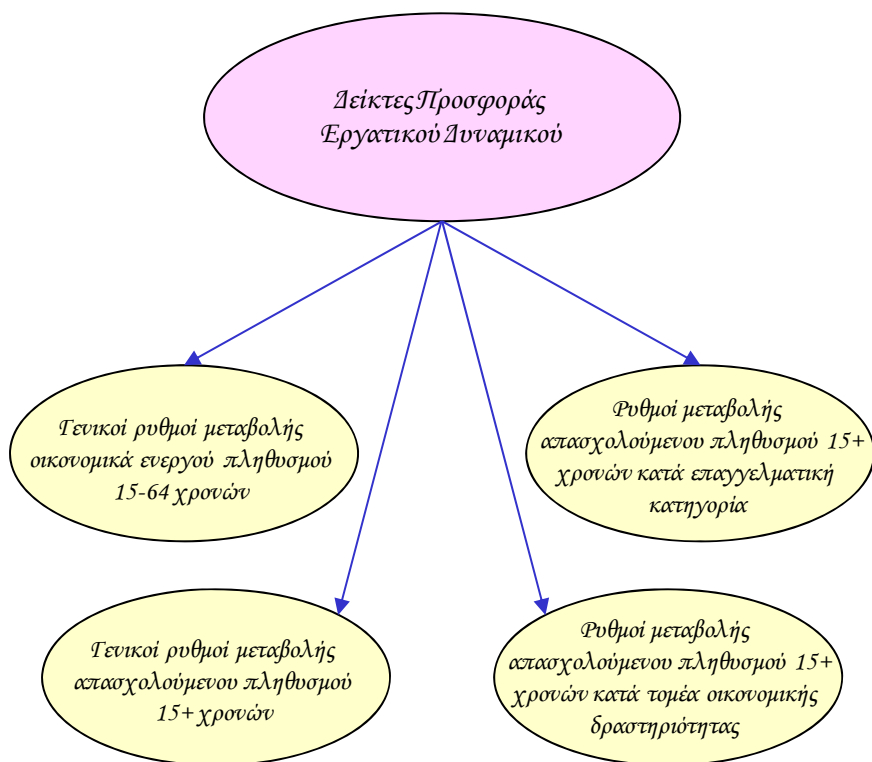 Δείκτες Προσφοράς
Εργατικού Δυναμικού
Γενικοί ρυθμοί μεταβολής
οικονομικά ενεργού πληθυσμού
15-64 χρονών
Ρυθμοί μεταβολής
απασχολούμενου πληθυσμού 15+
χρονών κατά επαγγελματική
κατηγορία
Γενικοί ρυθμοί μεταβολής
απασχολούμενου πληθυσμού
15+ χρονών
Ρυθμοί μεταβολής
απασχολούμενου πληθυσμού 15+
χρονών κατά τομέα οικονομικής
δραστηριότητας